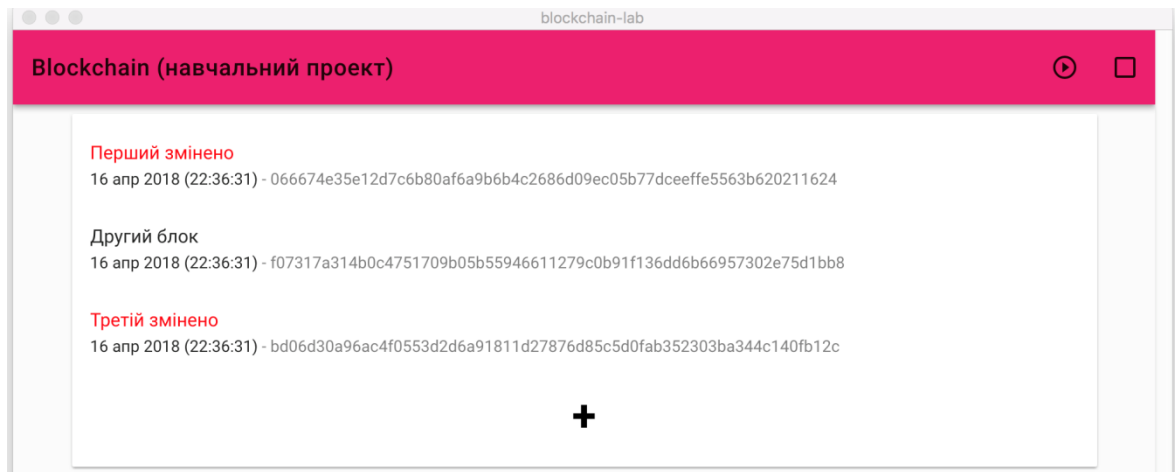 blockchain-lab
Blockchain (навчальний проект)
Перший змінено
16 апр 2018 (22:36:31) - 066674e35e12d7c6b80af6a9b6b4c2686d09ec05b77dceeffe5563b620211624
Другий блок
16 апр 2018 (22:36:31) - f07317a314b0c4751709b05b55946611279c0b91f136dd6b66957302e75d1bb8
Третій змінено
16 апр 2018 (22:36:31) - bd06d30a96ac4f0553d2d6a91811d27876d85c5d0fab352303ba344c140fb12c